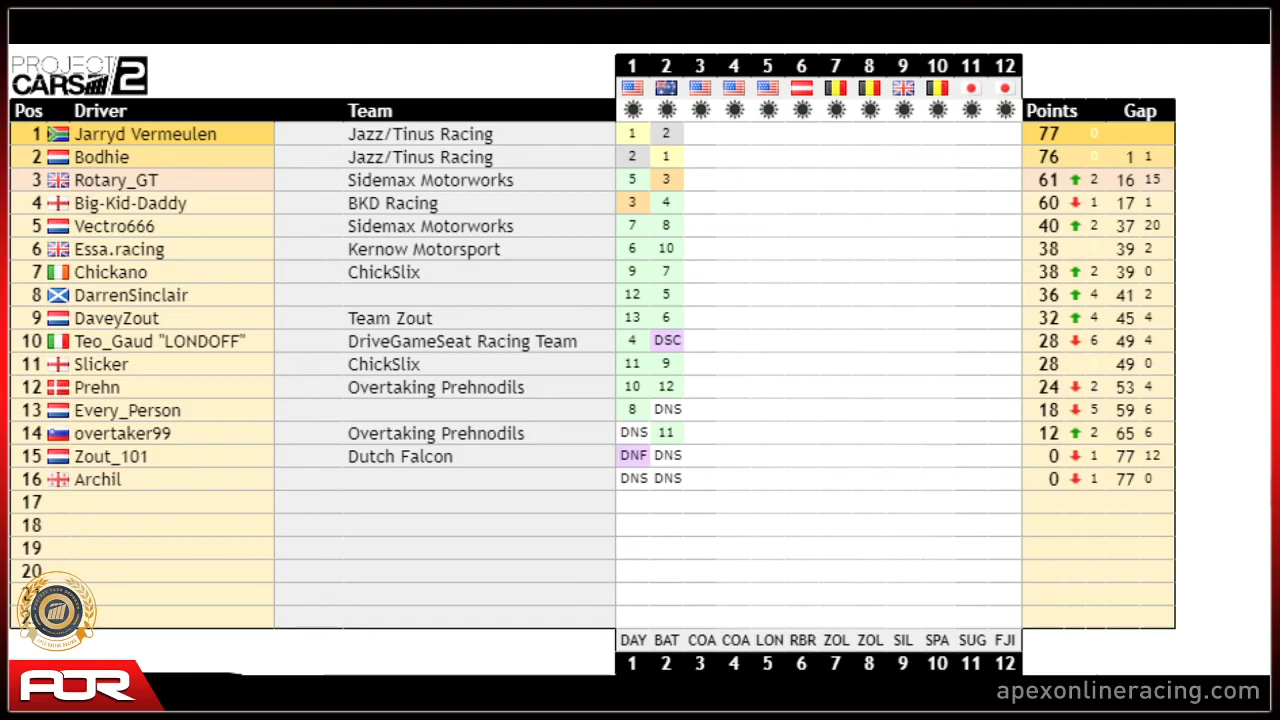 PROJECT
CARS 2
1 2 3 4 5 6 7 8 9 10 11 12
Pos Driver Team Points Gap
1 Jarryd Vermeulen Jazz/Tinus Racing 1 2 77 0
2 Bodhie Jazz/Tinus Racing 2 1 76 0 1 1
3 Rotary_GT Sidemax Motorworks 5 3 61 2 16 15
4 Big-Kid-Daddy BKD Racing 3 4 60 1 17 1
5 Vectro666 Sidemax Motorworks 7 8 40 2 37 20
6 Essa.racing Kernow Motorsport 6 10 38 39 2
7 Chickano ChickSlix 9 7 38 2 39 0
8 DarrenSinclair 12 5 36 4 41 2
9 DaveyZout Team Zout 13 6 32 4 45 4
10 Teo_Gaud "LONDOFF" DriveGameSeat Racing Team 4 DSC 28 6 49 4
11 Slicker ChickSlix 11 9 28 49 0
12 Prehn Overtaking Prehnodils 10 12 24 2 53 4
13 Every_Person 8 DNS 18 5 59 6
14 overtaker99 Overtaking Prehnodils DNS 11 12 2 65 6
15 Zout_101 Dutch Falcon DNF DNS 0 1 77 12
16 Archil DNS DNS 0 1 77 0
17
18
19
20
DAY BAT COA COA LON RBR ZOL ZOL SIL SPA SUG FJI
1 2 3 4 5 6 7 8 9 10 11 12
AOR
apexonlineracing.com